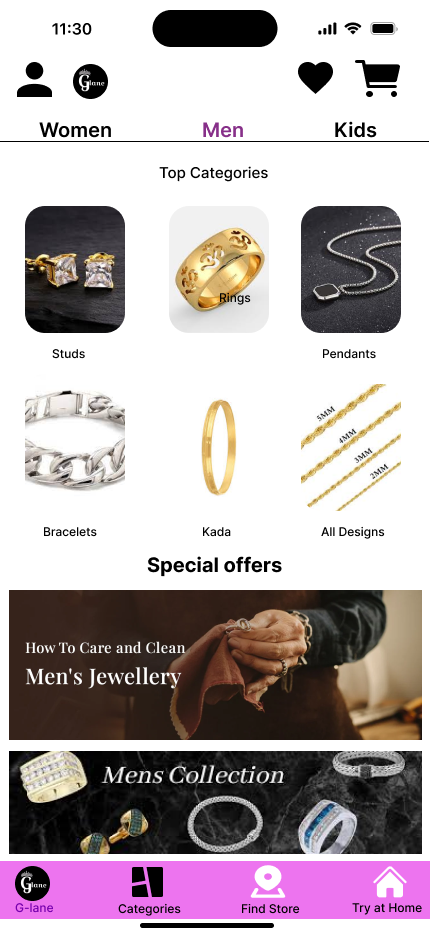 11:30
G-lane
Women Men Kids
Top Categories
Rings
Studs Pendants
5MM
4MM
3MM
2MM
Bracelets Kada All Designs
Special offers
How To Care and Clean
Men's Jewellery
Mens Collection
G-lane
G-lane Categories Find Store Try at Home